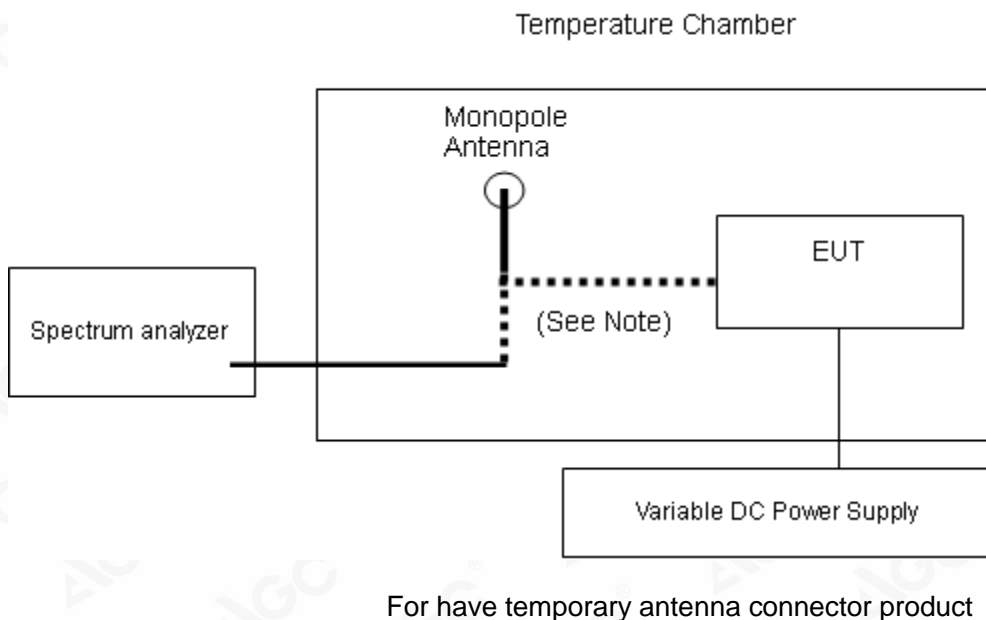 Temperature Chamber
Monopole
Antenna
EUT
(See Note)
Spectrum analyzer
Variable DC Power Supply
AGC
®
For have temporary antenna connector product